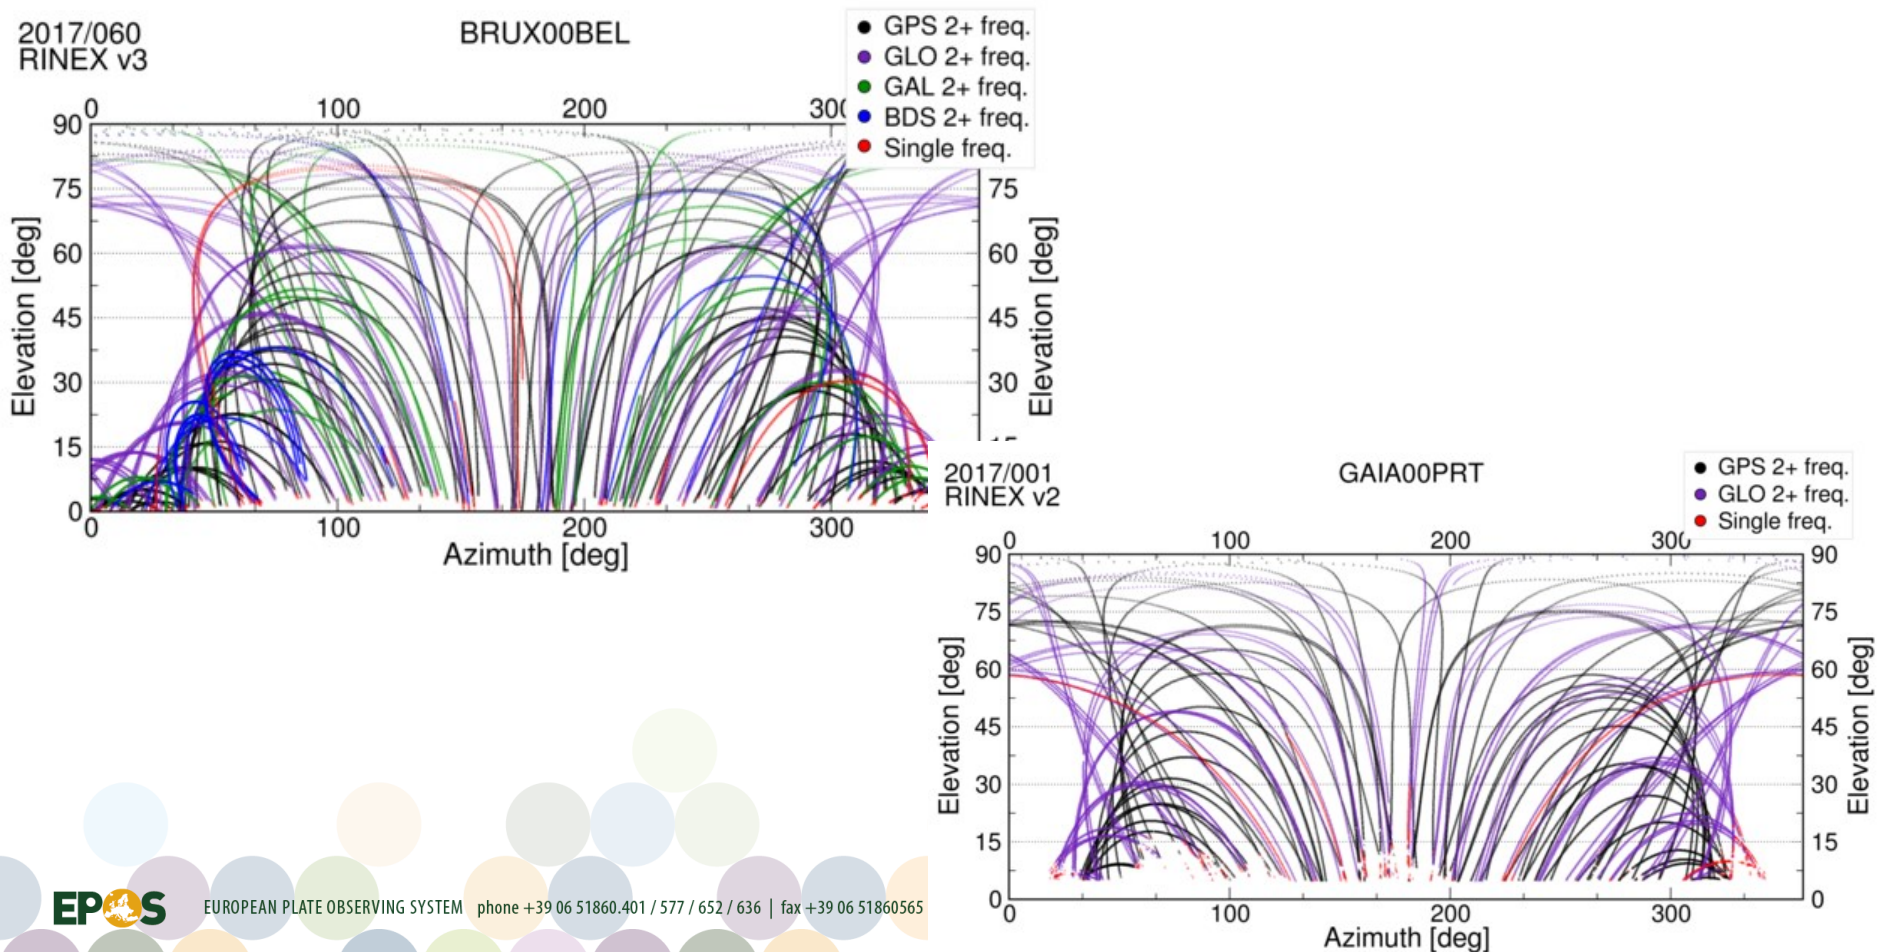 2017/060
RINEX v3
BRUX00BEL
GPS 2+ freq.
GLO 2+ freq.
GAL 2+ freq.
BDS 2+ freq.
Single freq.
0 100 200 300
90 75 60 45 30 15 0
Elevation [deg]
75 60 45 30 15
Elevation [deg]
0 100 200 300
Azimuth [deg]
2017/001
RINEX v2
GAIA00PRT
GPS 2+ freq.
GLO 2+ freq.
Single freq.
0 100 200 300
90 75 60 45 30 15 0
Elevation [deg]
90 75 60 45 30 15 0
Elevation [deg]
0 100 200 300
Azimuth [deg]
EPOS EUROPEAN PLATE OBSERVING SYSTEM phone +39 06 51860.401 / 577 / 652 / 636 | fax +39 06 51860565